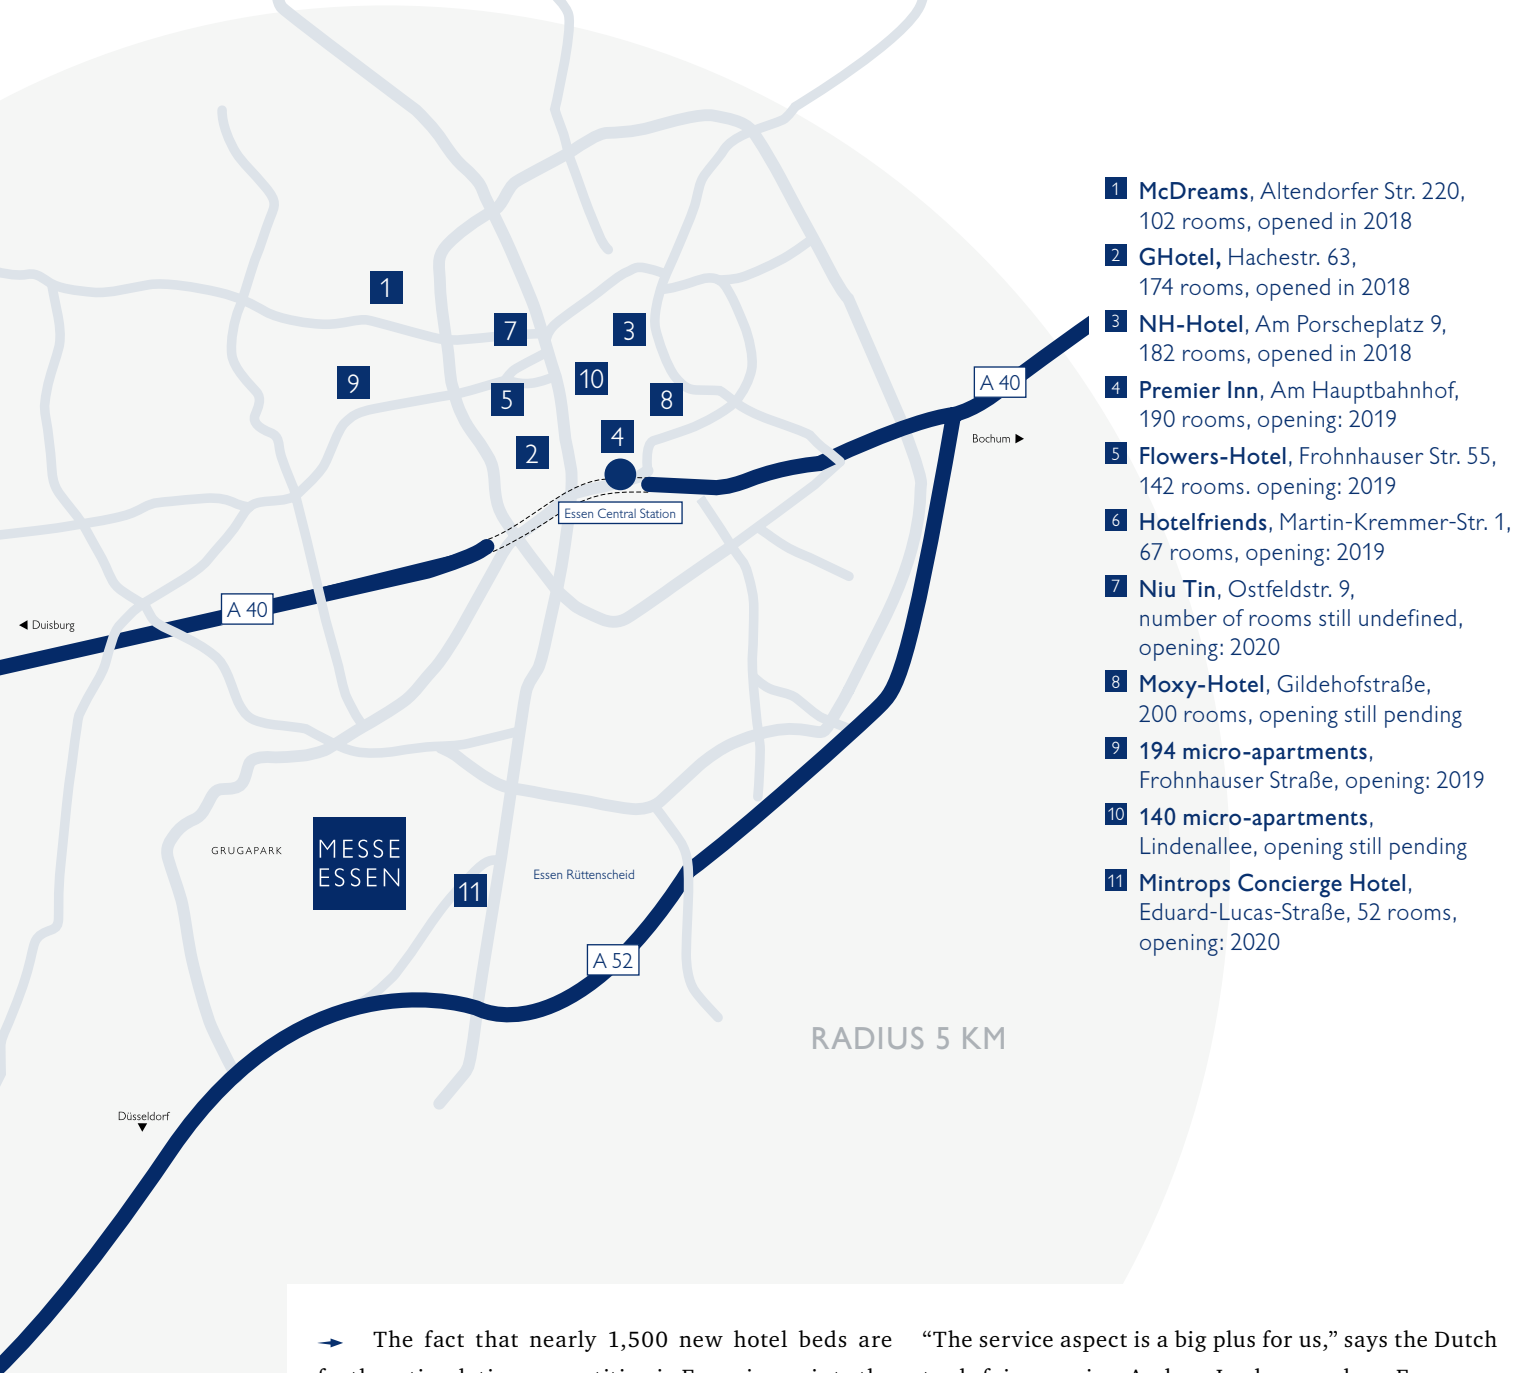 1
7
3
9
10
5
8
4
2
A 40
Bochum
Essen Central Station
A 40
Duisburg
GRUGAPARK
MESSE
ESSEN
11
Essen Rüttenscheid
A 52
RADIUS 5 KM
Düsseldorf
1 McDreams, Altendorfer Str. 220,
102 rooms, opened in 2018
2 GHotel, Hachestr. 63,
174 rooms, opened in 2018
3 NH-Hotel, Am Porscheplatz 9,
182 rooms, opened in 2018
4 Premier Inn, Am Hauptbahnhof,
190 rooms, opening: 2019
5 Flowers-Hotel, Frohnhauser Str. 55,
142 rooms. opening: 2019
6 Hotelfriends, Martin-Kremmer-Str. 1,
67 rooms, opening: 2019
7 Niu Tin, Ostfeldstr. 9,
number of rooms still undefined,
opening: 2020
8 Moxy-Hotel, Gildehofstraße,
200 rooms, opening still pending
9 194 micro-apartments,
Frohnhauser Straße, opening: 2019
10 140 micro-apartments,
Lindenallee, opening still pending
11 Mintrops Concierge Hotel,
Eduard-Lucas-Straße, 52 rooms,
opening: 2020
The fact that nearly 1,500 new hotel beds are
“The service aspect is a big plus for us,” says the Dutch